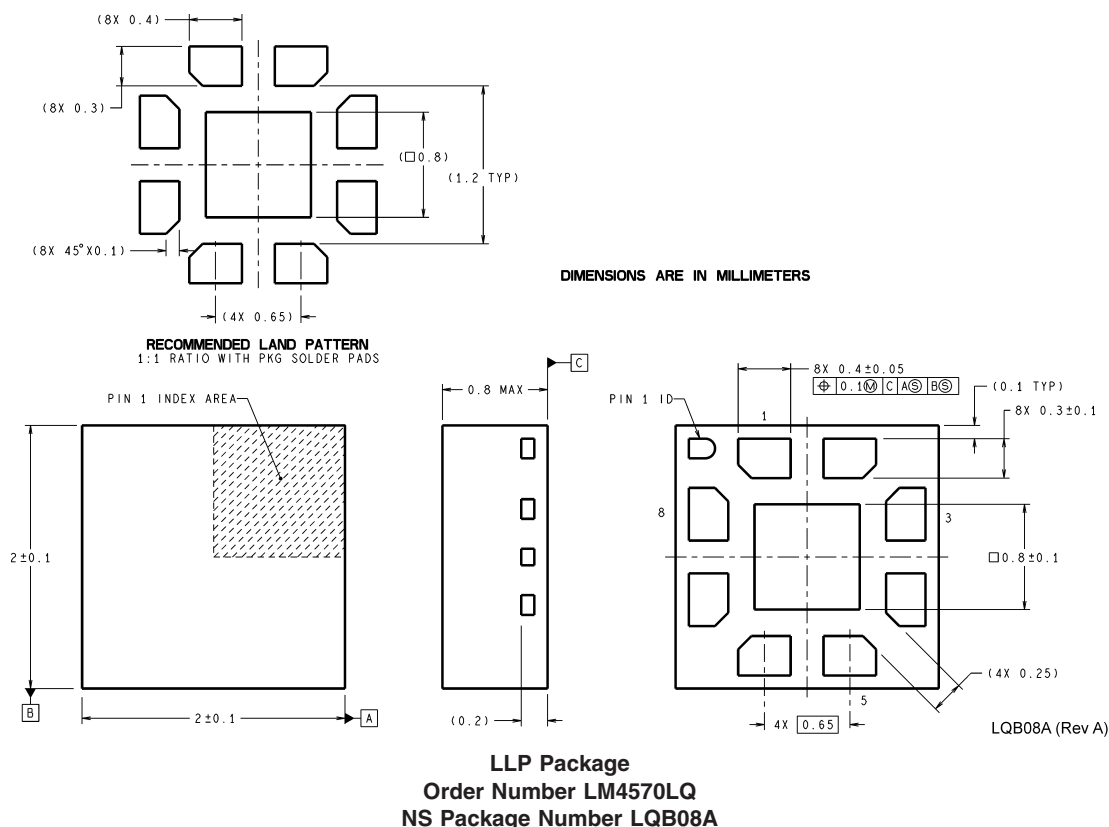 (8X 0.4)
(8X 0.3)
(□0.8)
(1.2 TYP)
(8X 45°X0.1)
(4X 0.65)
DIMENSIONS ARE IN MILLIMETERS
RECOMMENDED LAND PATTERN
1:1 RATIO WITH PKG SOLDER PADS
PIN 1 INDEX AREA
2±0.1
B
2±0.1
A
0.8 MAX
C
(0.2)
8X 0.4±0.05
⌖ 0.1Ⓜ C AⓈ BⓈ
(0.1 TYP)
8X 0.3±0.1
PIN 1 ID
1
8
3
□0.8±0.1
(4X 0.25)
5
4X 0.65
LQB08A (Rev A)
LLP Package
Order Number LM4570LQ
NS Package Number LQB08A